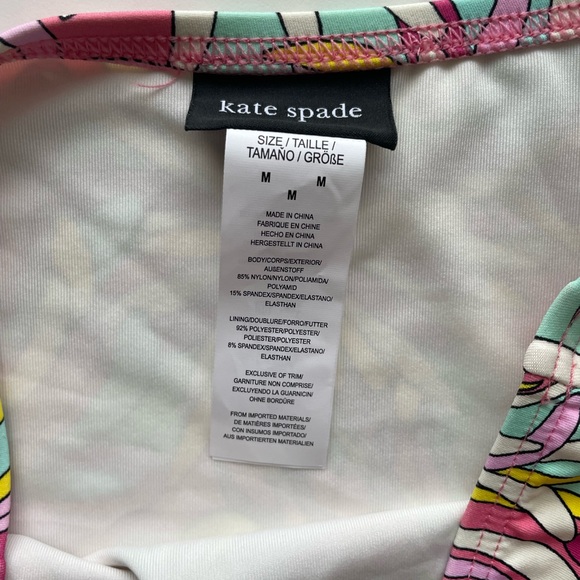 kate spade
SIZE / TAILLE /
TAMAÑO / GRÖßE
M M
M
MADE IN CHINA
FABRIQUE EN CHINE
HECHO EN CHINA
HERGESTELLT IN CHINA
BODY/CORPS/EXTERIOR/
AUßENSTOFF
85% NYLON/NYLON/POLIAMIDA/
POLYAMID
15% SPANDEX/SPANDEX/ELASTANO/
ELASTHAN
LINING/DOUBLURE/FORRO/FUTTER
92% POLYESTER/POLYESTER/
POLIESTER/POLYESTER
8% SPANDEX/SPANDEX/ELASTANO/
ELASTHAN
EXCLUSIVE OF TRIM/
GARNITURE NON COMPRISE/
EXCLUYENDO LA GUARNICIN/
OHNE BORDÜRE
FROM IMPORTED MATERIALS/
DE MATIÈRES IMPORTÉES/
CON INSUMOS IMPORTADO/
AUS IMPORTIERTEN MATERIALIEN